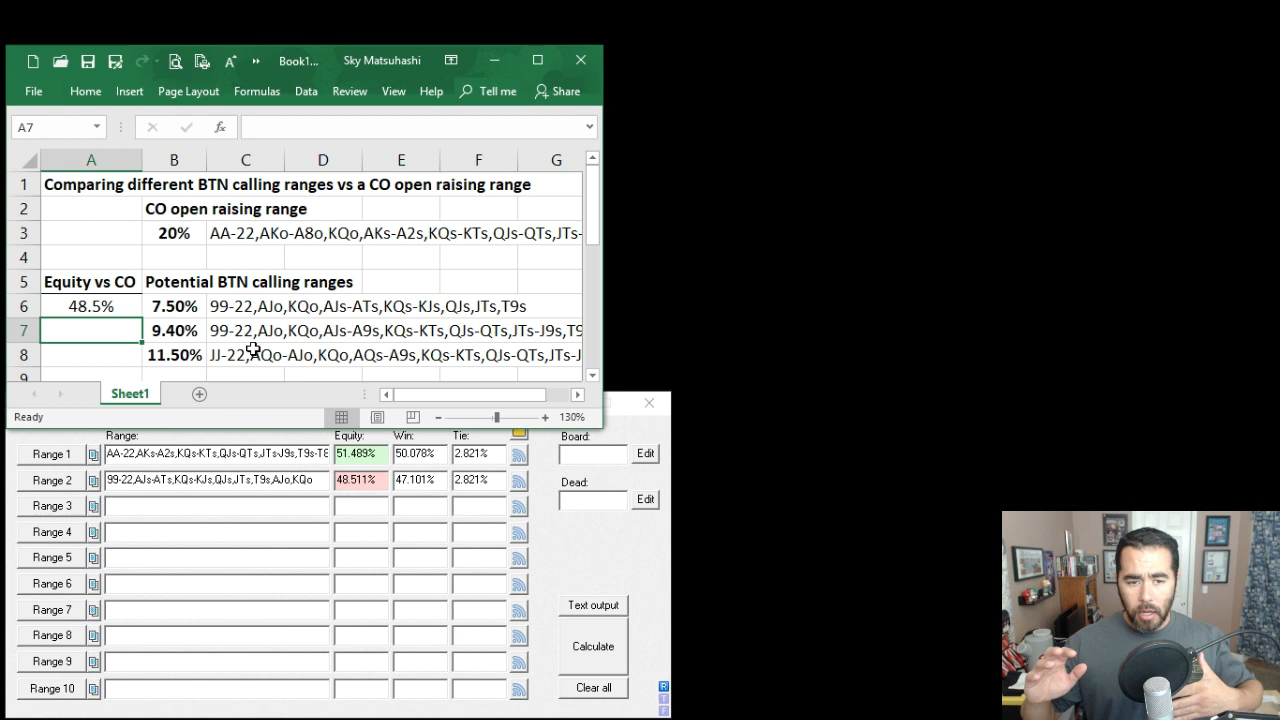 Book1... Sky Matsuhashi
File Home Insert Page Layout Formulas Data Review View Help Tell me Share
A7 fx
A B C D E F G
1 Comparing different BTN calling ranges vs a CO open raising range
2 CO open raising range
3 20% AA-22,AKo-A8o,KQo,AKs-A2s,KQs-KTs,QJs-QTs,JTs-
4
5 Equity vs CO Potential BTN calling ranges
6 48.5% 7.50% 99-22,AJo,KQo,AJs-ATs,KQs-KJs,QJs,JTs,T9s
7 9.40% 99-22,AJo,KQo,AJs-A9s,KQs-KTs,QJs-QTs,JTs-J9s,T9
8 11.50% JJ-22,AQo-AJo,KQo,AQs-A9s,KQs-KTs,QJs-QTs,JTs-J
9
Sheet1
Ready 130%
Range: Equity: Win: Tie: Board:
Range 1 AA-22,AKs-A2s,KQs-KTs,QJs-QTs,JTs-J9s,T9s-T8 51.489% 50.078% 2.821% Edit
Range 2 99-22,AJs-ATs,KQs-KJs,QJs,JTs,T9s,AJo,KQo 48.511% 47.101% 2.821% Dead:
Range 3 Edit
Range 4
Range 5
Range 6
Range 7 Text output
Range 8 Calculate
Range 9
Range 10 Clear all
R
T
F